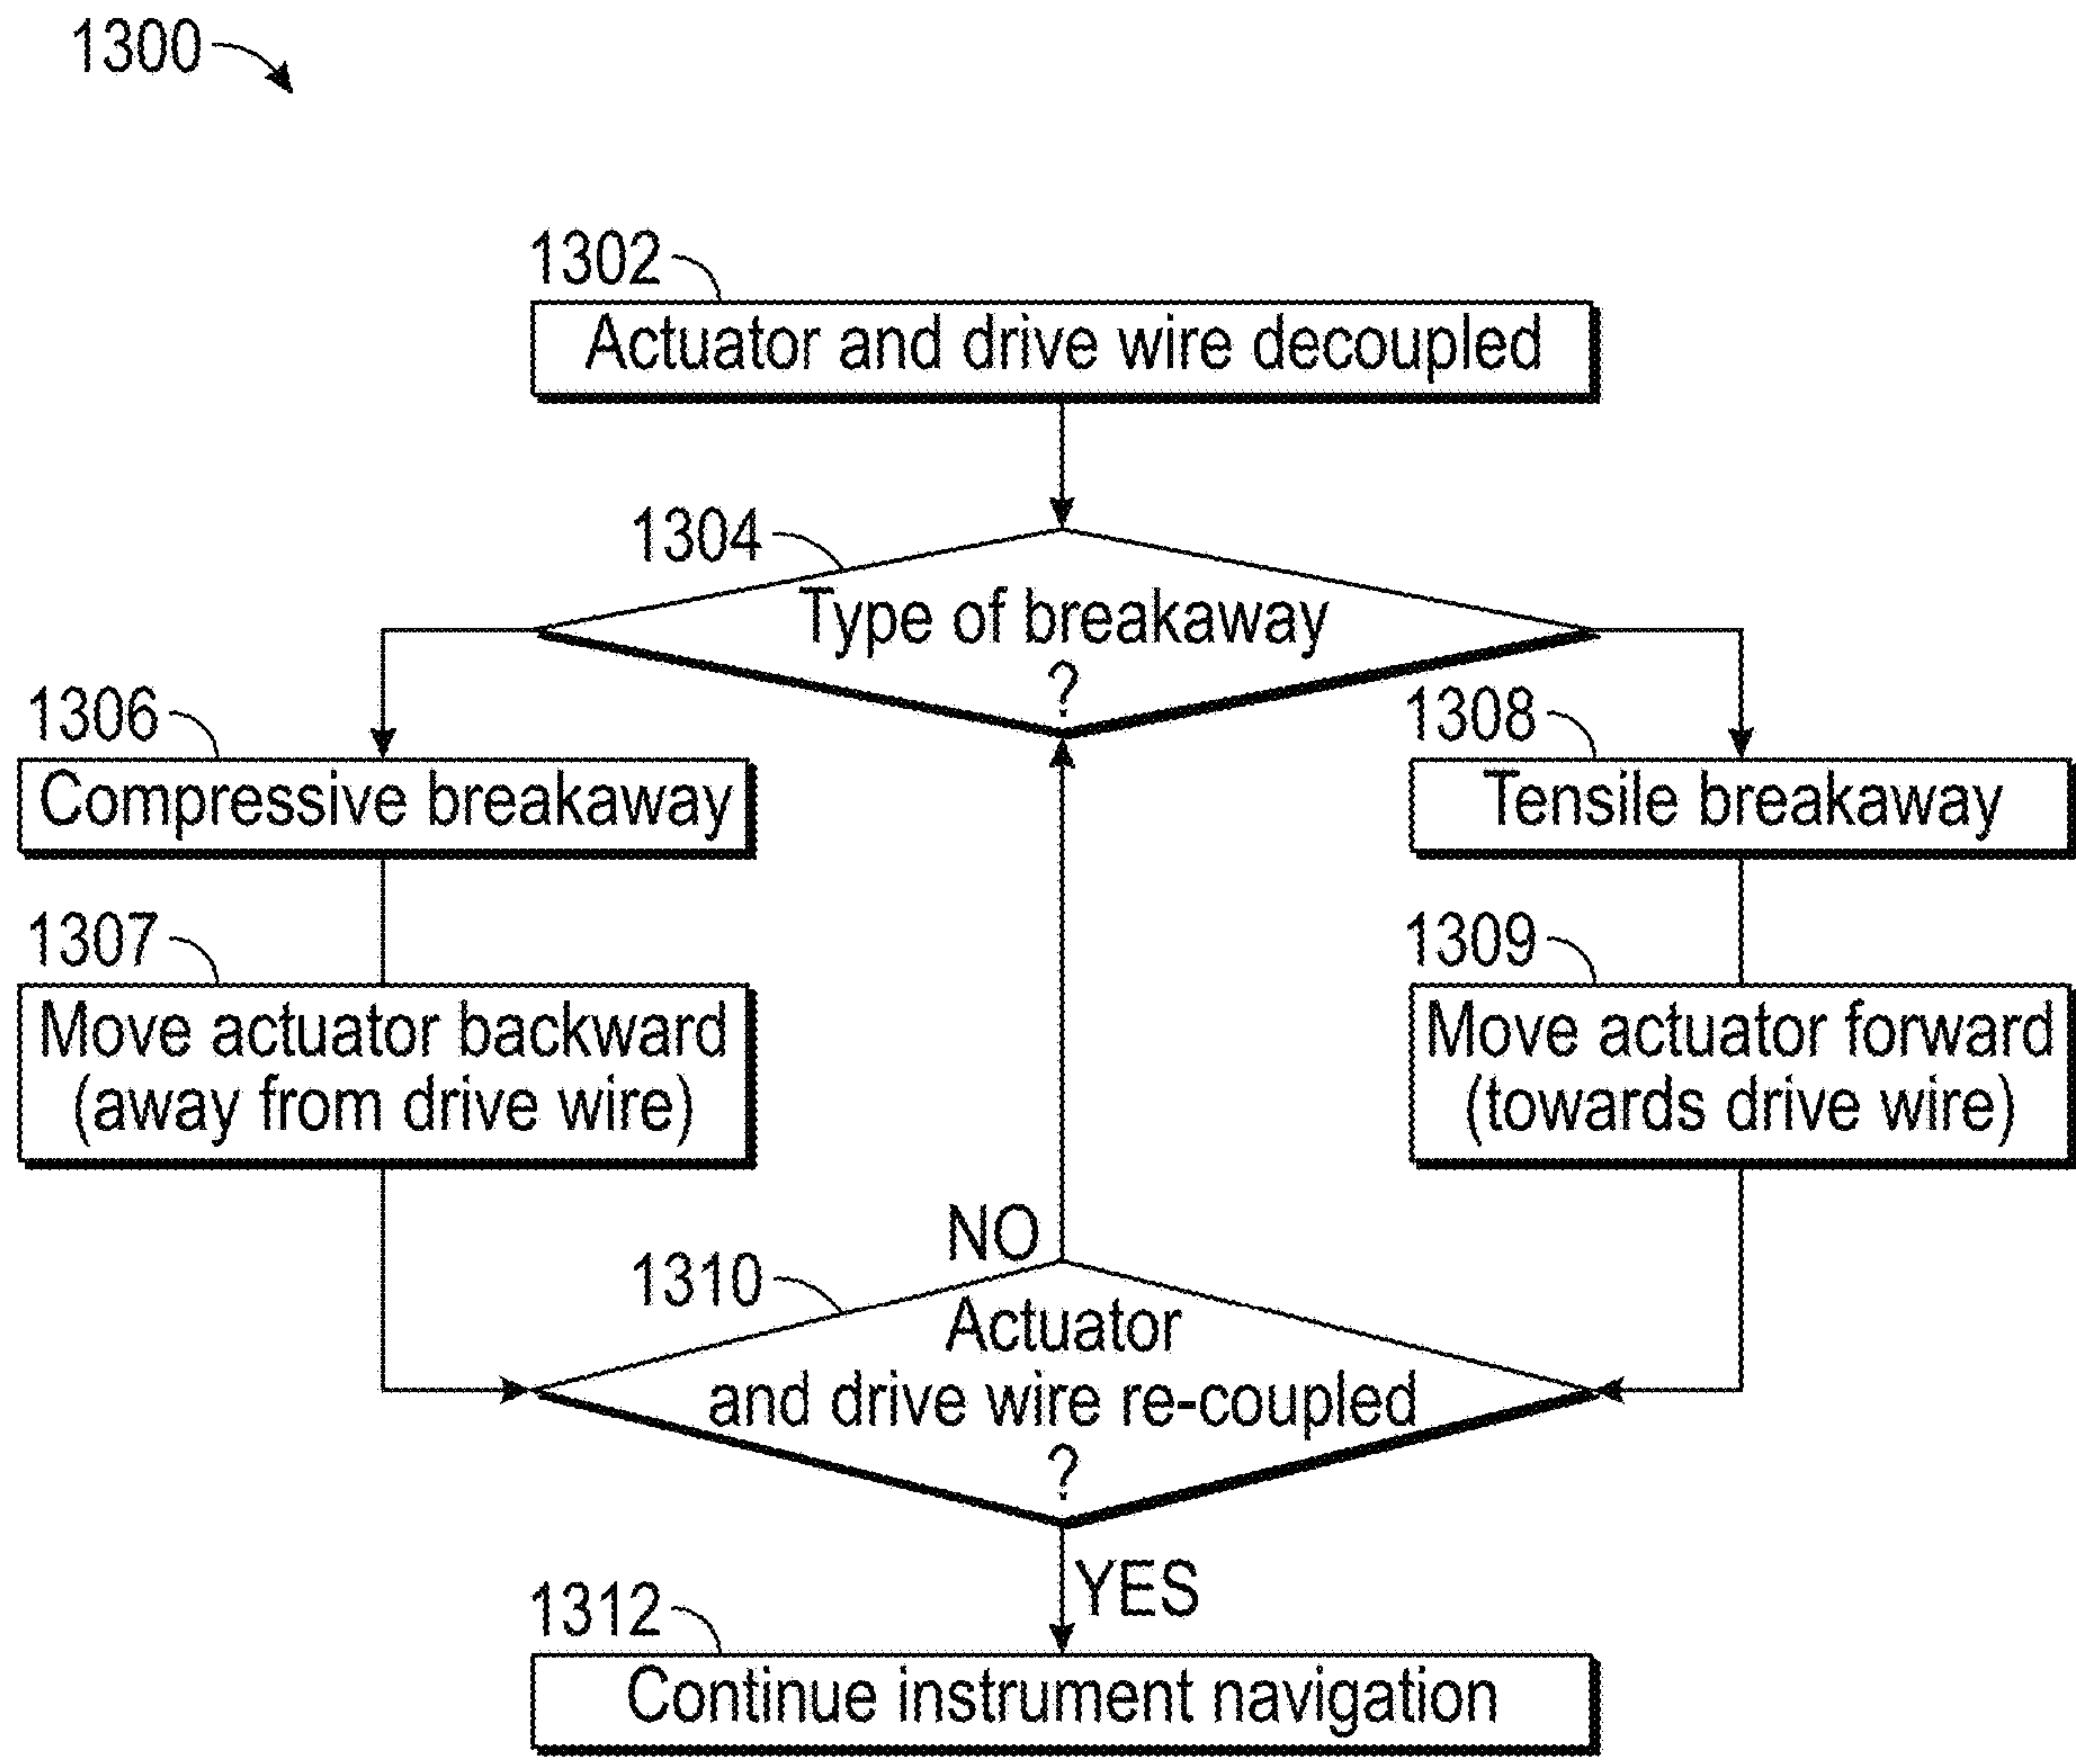 1300
1302
Actuator and drive wire decoupled
1304
Type of breakaway
?
1306
Compressive breakaway
1308
Tensile breakaway
1307
Move actuator backward
(away from drive wire)
1309
Move actuator forward
(towards drive wire)
NO
1310
Actuator
and drive wire re-coupled
?
YES
1312
Continue instrument navigation